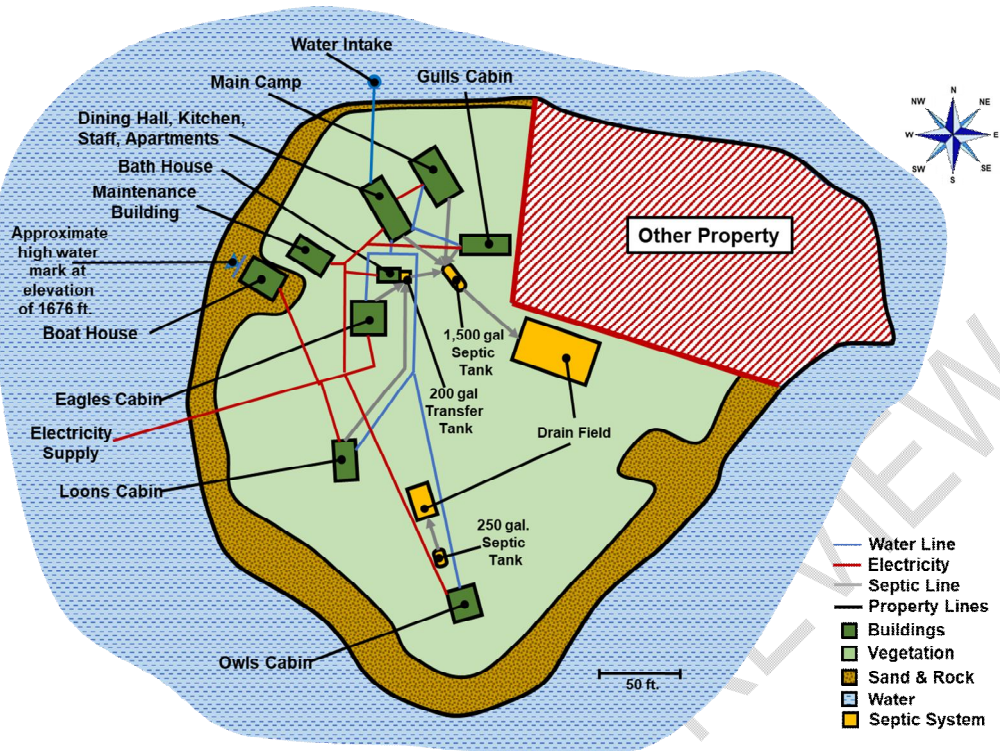 Water Intake
Main Camp
Gulls Cabin
Dining Hall, Kitchen,
Staff, Apartments
Bath House
Maintenance
Building
Approximate
high water
mark at
elevation
of 1676 ft.
Boat House
Eagles Cabin
Electricity
Supply
Loons Cabin
Owls Cabin
1,500 gal
Septic
Tank
200 gal
Transfer
Tank
Drain Field
250 gal.
Septic
Tank
Other Property
N
NE
E
SE
S
SW
W
NW
50 ft.
Water Line
Electricity
Septic Line
Property Lines
Buildings
Vegetation
Sand & Rock
Water
Septic System
REVIEW